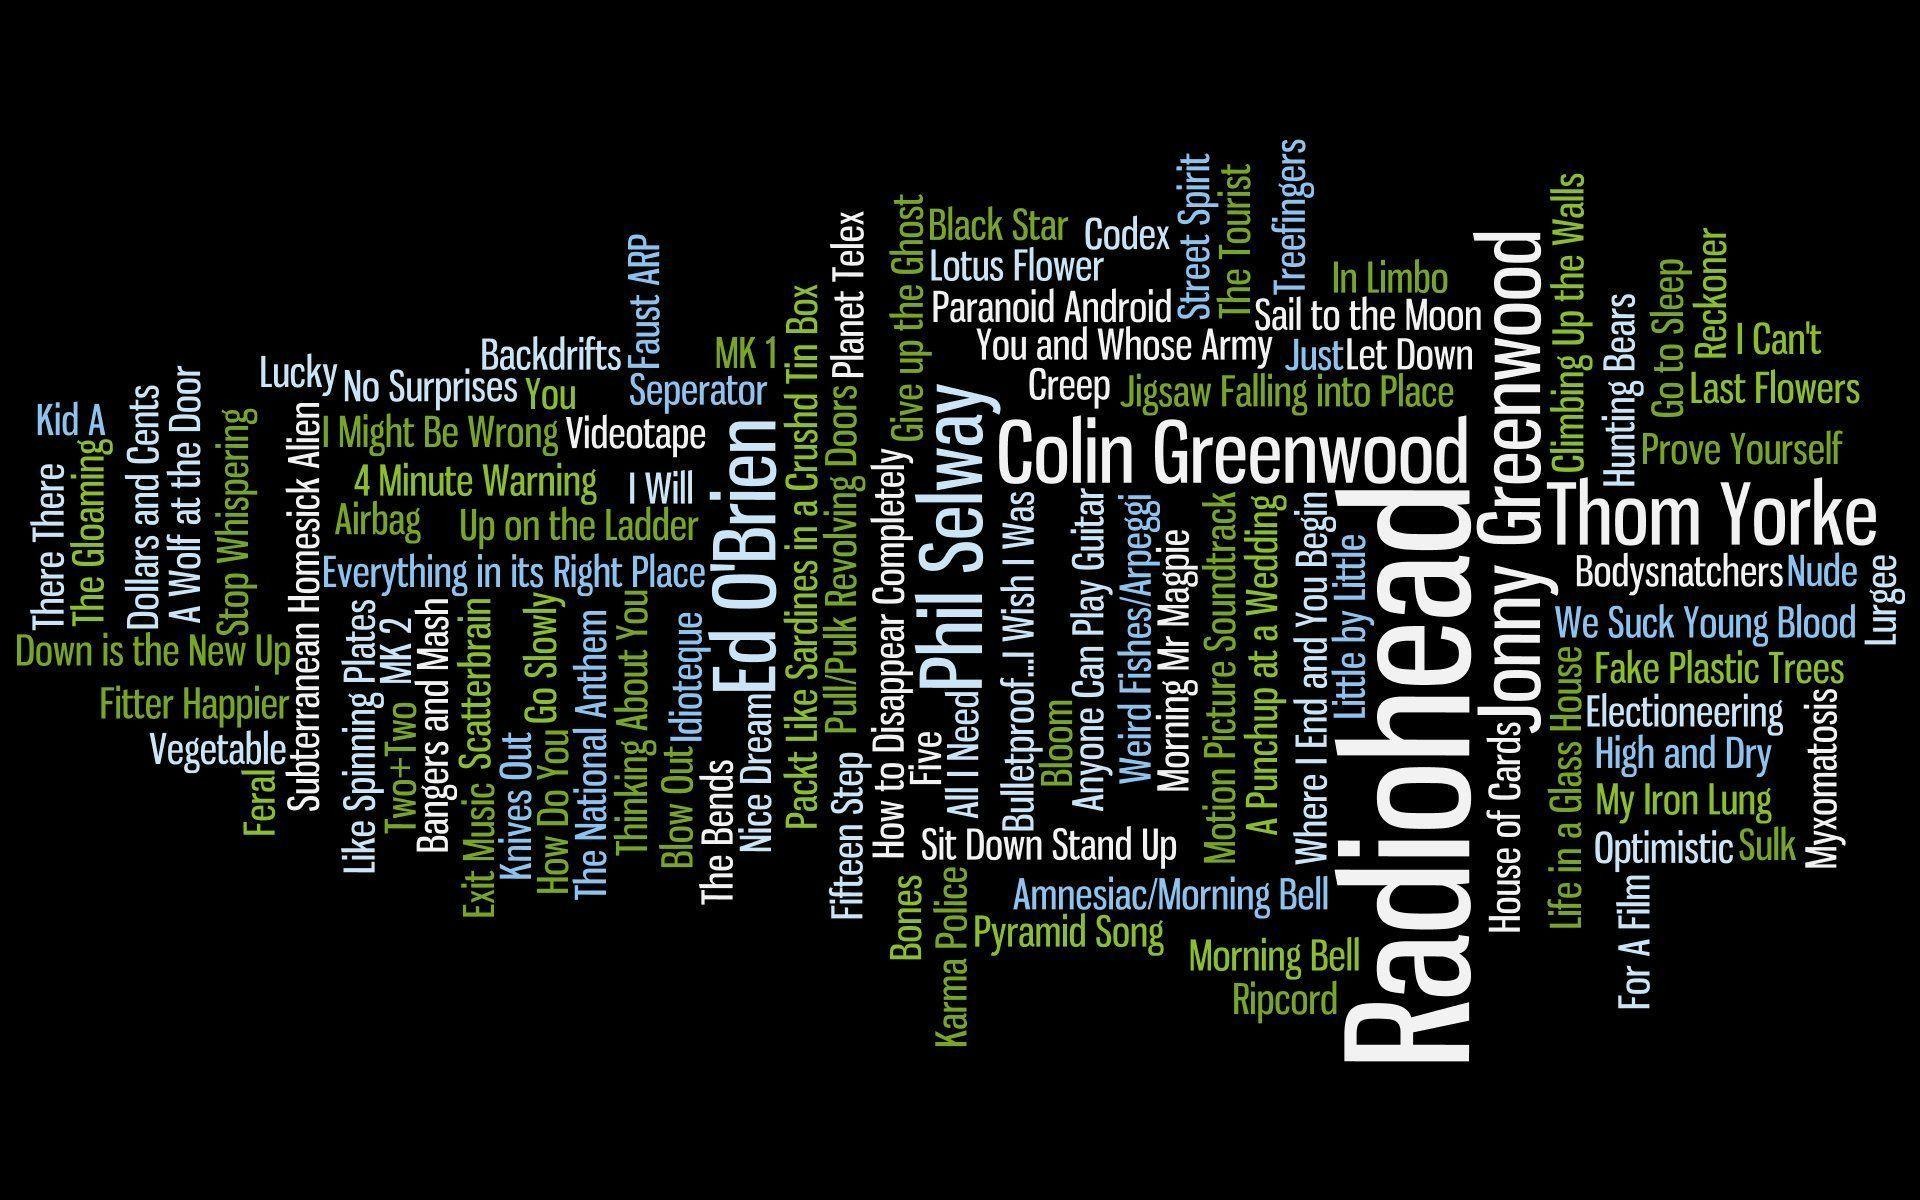 Kid A
There There
The Gloaming
Dollars and Cents
A Wolf at the Door
Stop Whispering
Down is the New Up
Fitter Happier
Vegetable
Feral
Lucky
Subterranean Homesick Alien
No Surprises
Backdrifts
You
Faust ARP
Seperator
MK 1
I Might Be Wrong
Videotape
4 Minute Warning
I Will
Airbag
Up on the Ladder
Everything in its Right Place
Like Spinning Plates
MK 2
Two+Two
Bangers and Mash
Scatterbrain
Exit Music
Knives Out
Go Slowly
How Do You
The National Anthem
Thinking About You
Idioteque
Blow Out
The Bends
Ed O'Brien
Nice Dream
Packt Like Sardines in a Crushd Tin Box
Planet Telex
Pull/Pulk Revolving Doors
Fifteen Step
How to Disappear Completely
Give up the Ghost
Black Star
Codex
Lotus Flower
Paranoid Android
Street Spirit
The Tourist
Treefingers
In Limbo
Sail to the Moon
You and Whose Army
Just
Let Down
Creep
Jigsaw Falling into Place
Phil Selway
Colin Greenwood
Five
All I Need
Bulletproof...I Wish I Was
Bloom
Anyone Can Play Guitar
Weird Fishes/Arpeggi
Morning Mr Magpie
Motion Picture Soundtrack
A Punchup at a Wedding
Where I End and You Begin
Little by Little
Sit Down Stand Up
Amnesiac/Morning Bell
Bones
Karma Police
Pyramid Song
Morning Bell
Ripcord
Radiohead
Jonny Greenwood
House of Cards
Climbing Up the Walls
Hunting Bears
Go to Sleep
Reckoner
I Can't
Last Flowers
Prove Yourself
Thom Yorke
Bodysnatchers
Nude
Lurgee
We Suck Young Blood
Life in a Glass House
Fake Plastic Trees
Electioneering
High and Dry
My Iron Lung
Optimistic
Sulk
Myxomatosis
For A Film